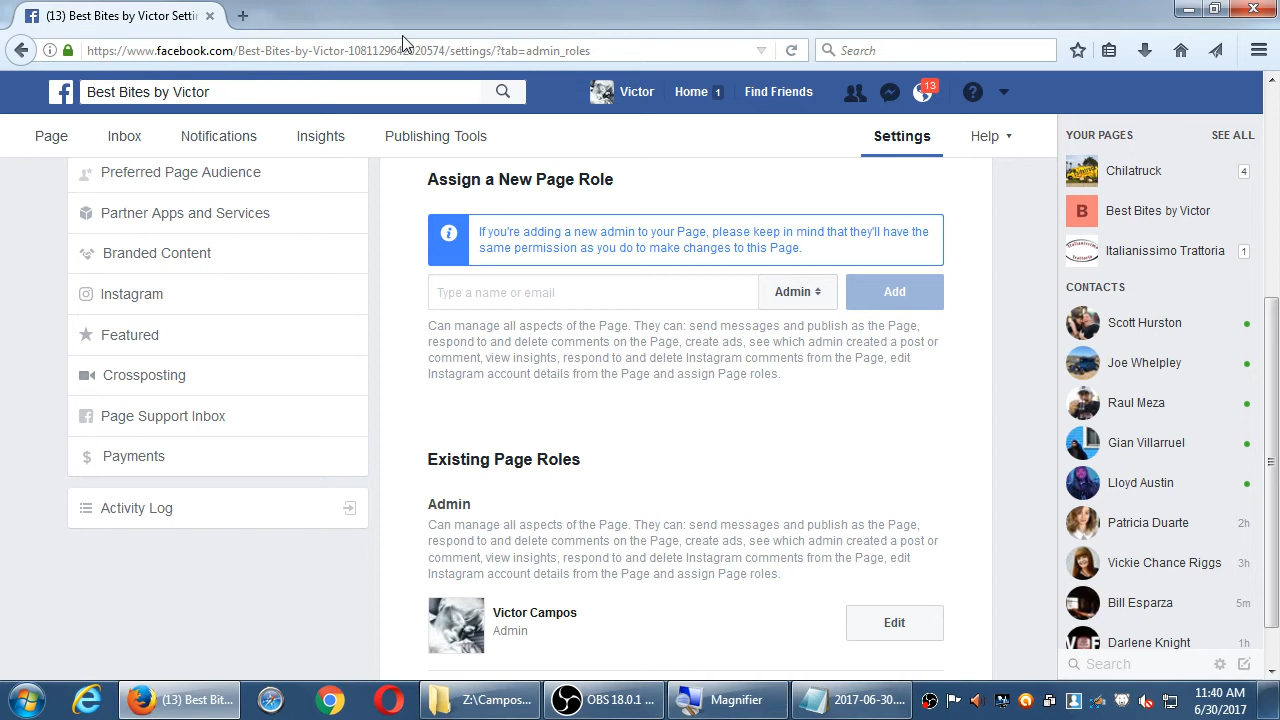 (13) Best Bites by Victor Setti
https://www.facebook.com/Best-Bites-by-Victor-
/settings/?tab=admin_roles
Search
Best Bites by Victor
Victor
Home 1
Find Friends
13
Page
Inbox
Notifications
Insights
Publishing Tools
Settings
Help
Preferred Page Audience
Partner Apps and Services
Branded Content
Instagram
Featured
Crossposting
Page Support Inbox
Payments
Activity Log
Assign a New Page Role
If you're adding a new admin to your Page, please keep in mind that they'll have the
same permission as you do to make changes to this Page.
Type a name or email
Admin
Add
Can manage all aspects of the Page. They can: send messages and publish as the Page,
respond to and delete comments on the Page, create ads, see which admin created a post or
comment, view insights, respond to and delete Instagram comments from the Page, edit
Instagram account details from the Page and assign Page roles.
Existing Page Roles
Admin
Can manage all aspects of the Page. They can: send messages and publish as the Page,
respond to and delete comments on the Page, create ads, see which admin created a post or
comment, view insights, respond to and delete Instagram comments from the Page, edit
Instagram account details from the Page and assign Page roles.
Victor Campos
Admin
Edit
YOUR PAGES
SEE ALL
Chilatruck
4
B
Best Bites by Victor
Italianissimo Trattoria
1
CONTACTS
Scott Hurston
Joe Whelpley
Raul Meza
Gian Villarruel
Lloyd Austin
Patricia Duarte
2h
Vickie Chance Riggs
3h
Bill Esparza
5m
Darlene Knight
1h
Search
(13) Best Bit...
Z:\Campos...
OBS 18.0.1 ...
Magnifier
2017-06-30....
11:40 AM
6/30/2017